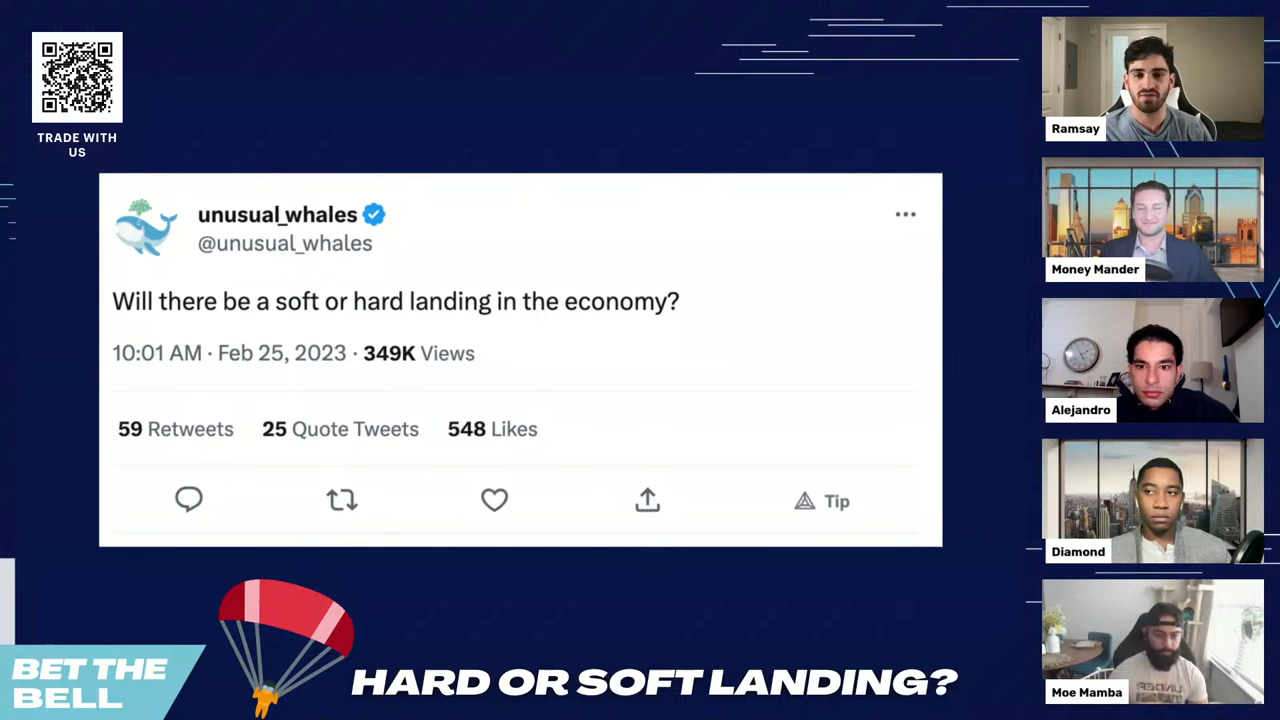 TRADE WITH
US
unusual_whales
@unusual_whales
Will there be a soft or hard landing in the economy?
10:01 AM · Feb 25, 2023 · 349K Views
59 Retweets 25 Quote Tweets 548 Likes
Tip
BET THE
BELL
HARD OR SOFT LANDING?
Ramsay
Money Mander
Alejandro
Diamond
Moe Mamba